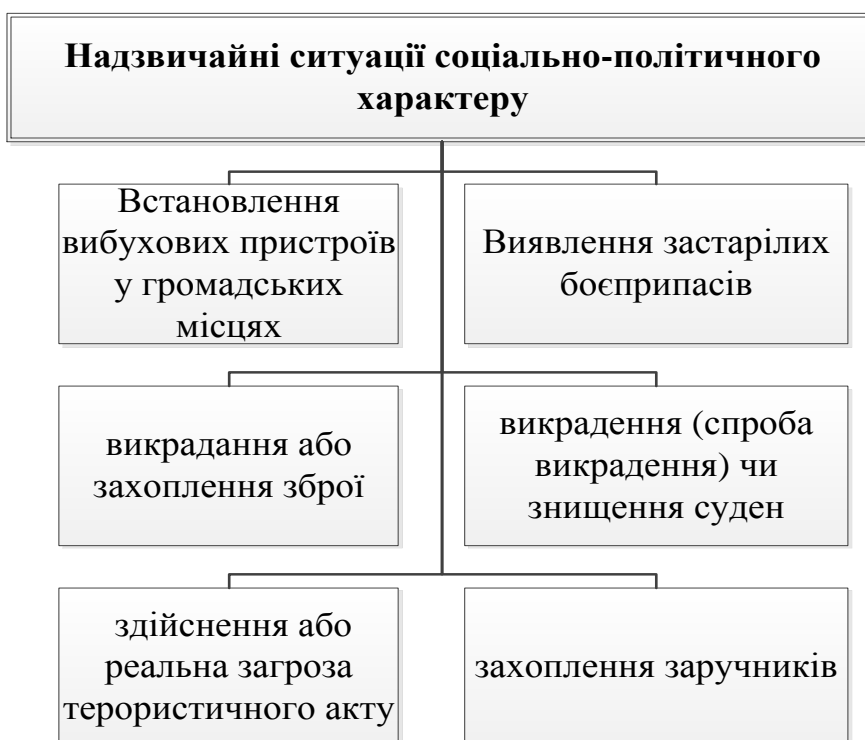 Надзвичайні ситуації соціально-політичного
характеру
Встановлення
вибухових пристроїв
у громадських
місцях
Виявлення застарілих
боєприпасів
викрадання або
захоплення зброї
викрадення (спроба
викрадення) чи
знищення суден
здійснення або
реальна загроза
терористичного акту
захоплення заручників